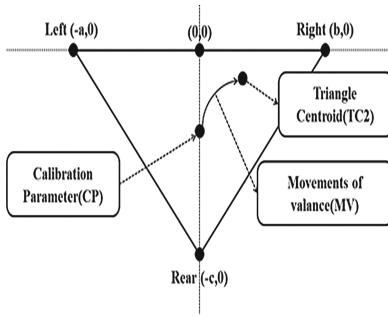 Left (-a,0) (0,0) Right (b,0)
Triangle
Centroid(TC2)
Calibration
Parameter(CP)
Movements of
valance(MV)
Rear (-c,0)